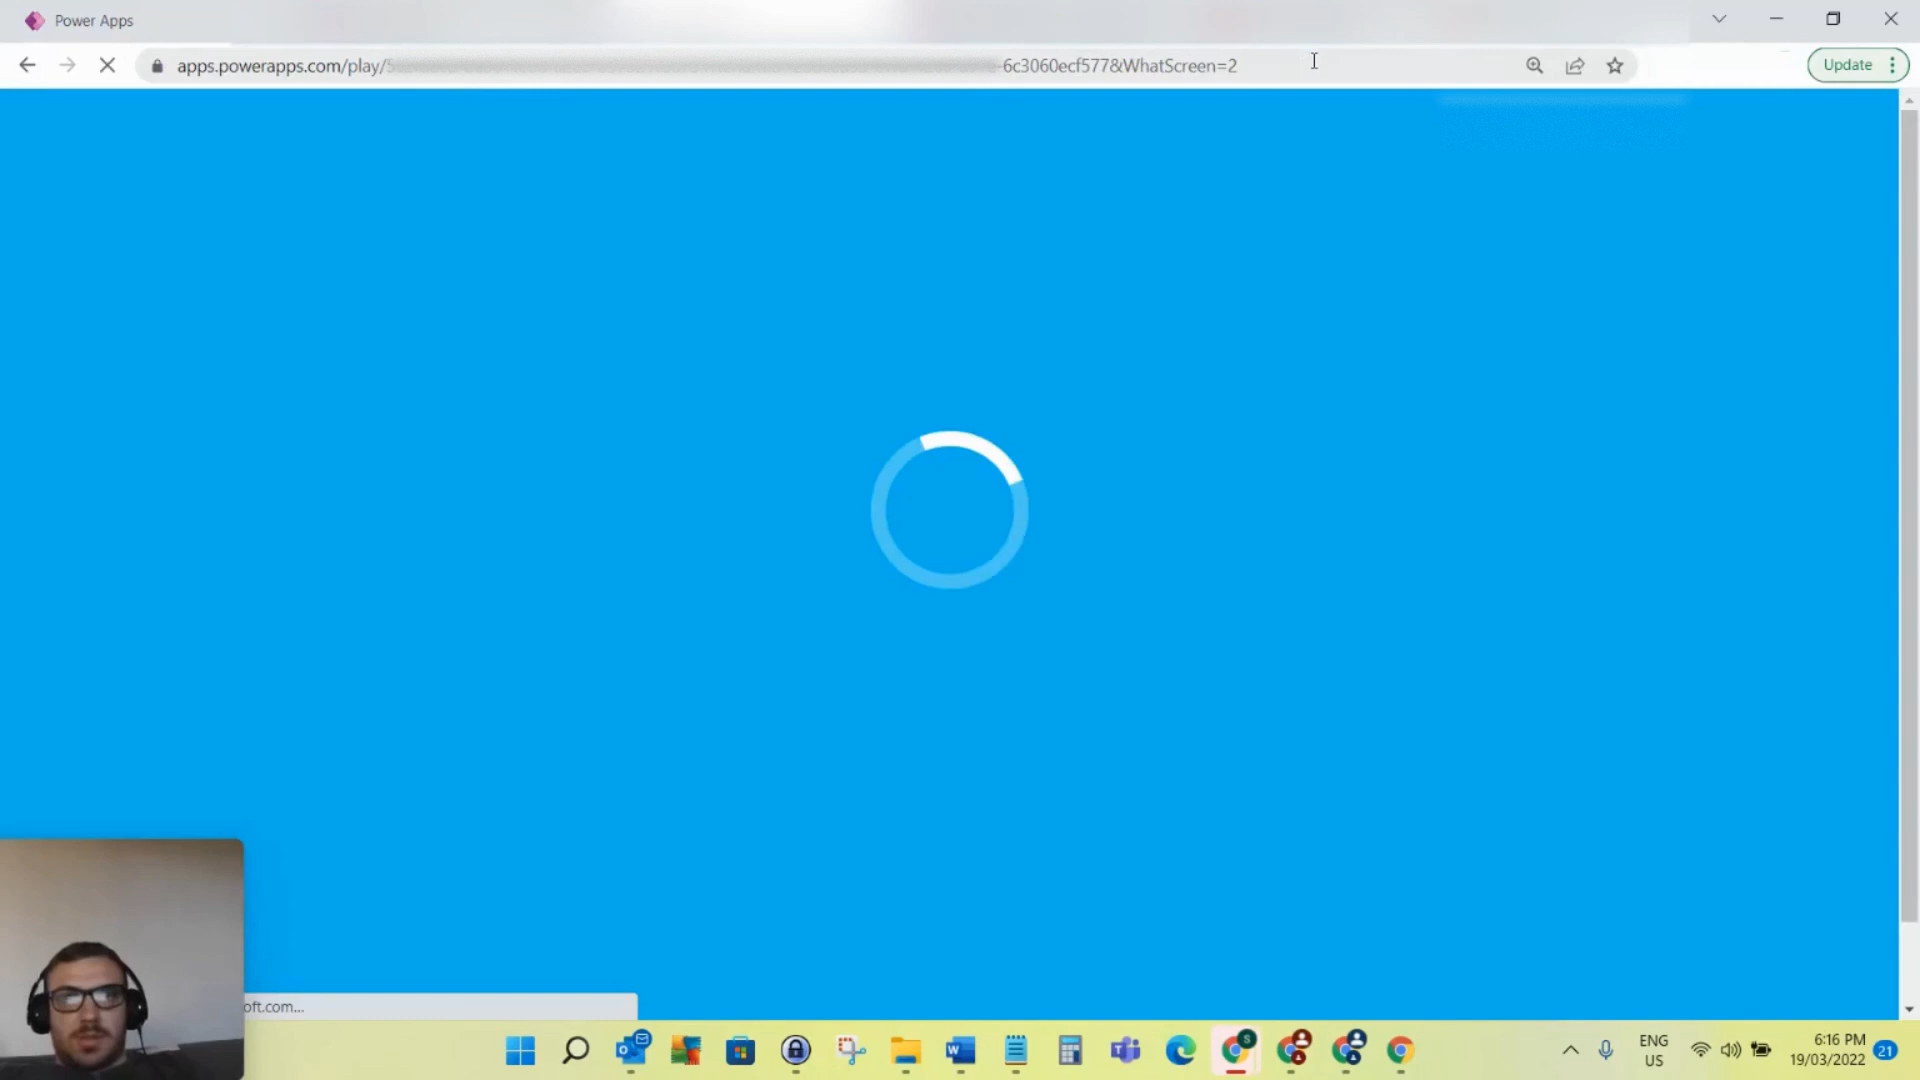 Power Apps
apps.powerapps.com/play/5
-6c3060ecf577&WhatScreen=2
Update
oft.com...
S
ENG
US
6:16 PM
19/03/2022
21